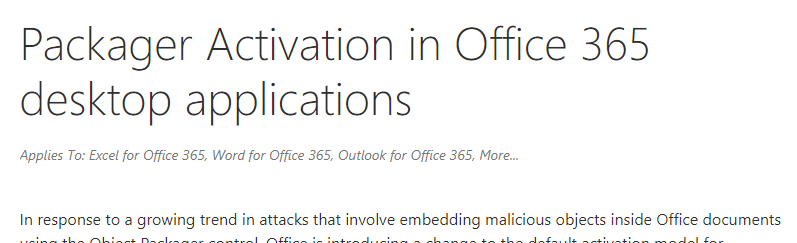 Packager Activation in Office 365
desktop applications
Applies To: Excel for Office 365, Word for Office 365, Outlook for Office 365, More...
In response to a growing trend in attacks that involve embedding malicious objects inside Office documents
using the Object Packager control, Office is introducing a change to the default activation model for